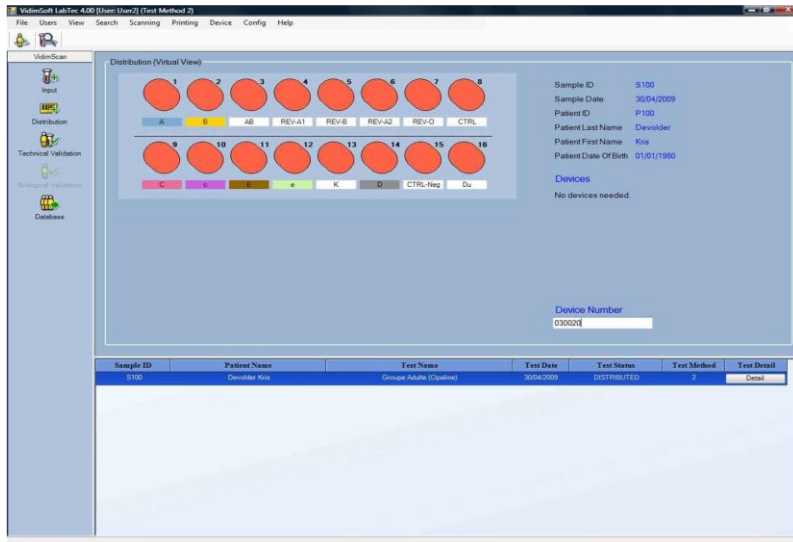 VidimSoft LabTec 4.00 [User: User2] (Test Method 2)
File Users View Search Scanning Printing Device Config Help
VidimScan
Input
Distribution
Technical Validation
Biological Validation
Database
Distribution (Virtual View)
1 2 3 4 5 6 7 8
A B AB REV-A1 REV-B REV-A2 REV-O CTRL
9 10 11 12 13 14 15 16
C c E e K D CTRL-Neg Du
Sample ID S100
Sample Date 30/04/2009
Patient ID P100
Patient Last Name Devolder
Patient First Name Kris
Patient Date Of Birth 01/01/1980
Devices
No devices needed.
Device Number
030020
Sample ID Patient Name Test Name Test Date Test Status Test Method Test Detail
S100 Devolder Kris Groupe Adulte (Opaline) 30/04/2009 DISTRIBUTED 2 Detail